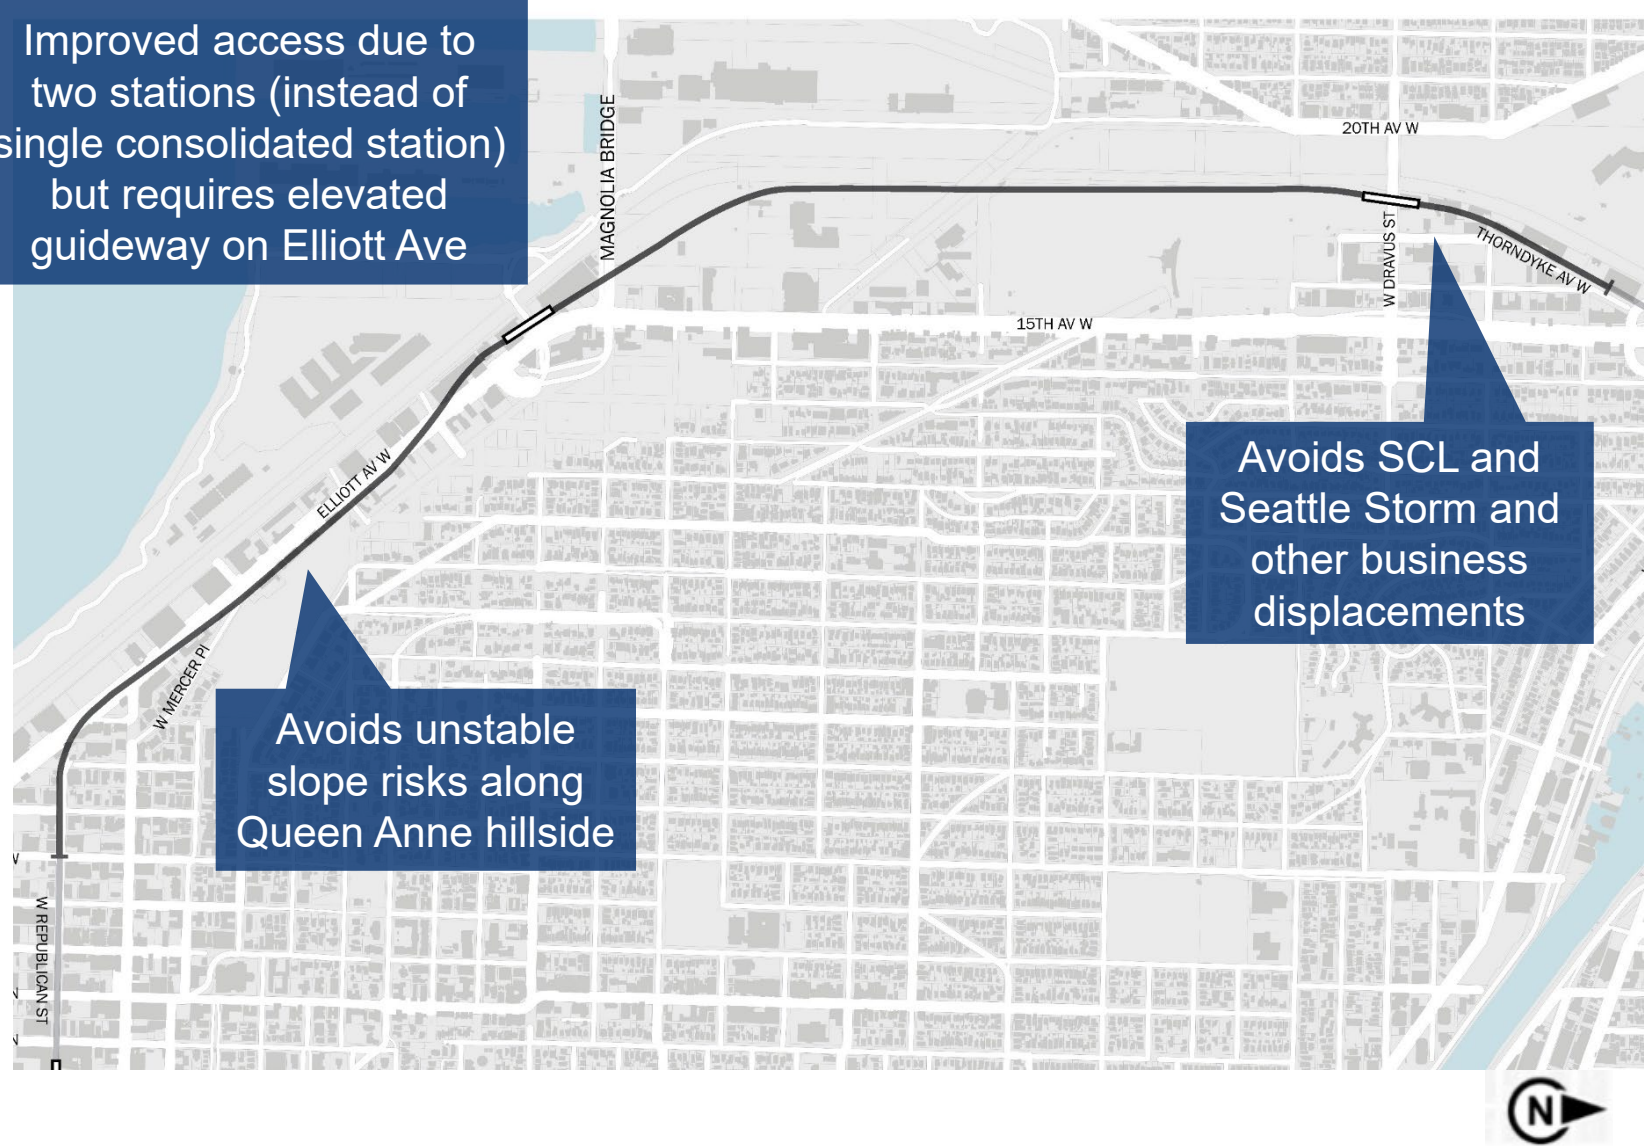 Improved access due to
two stations (instead of
single consolidated station)
but requires elevated
guideway on Elliott Ave
MAGNOLIA BRIDGE
20TH AV W
W DRAVUS ST
THORNDYKE AV W
15TH AV W
ELLIOTT AV W
Avoids SCL and
Seattle Storm and
other business
displacements
W MERCER Pl
Avoids unstable
slope risks along
Queen Anne hillside
W REPUBLICAN ST
N